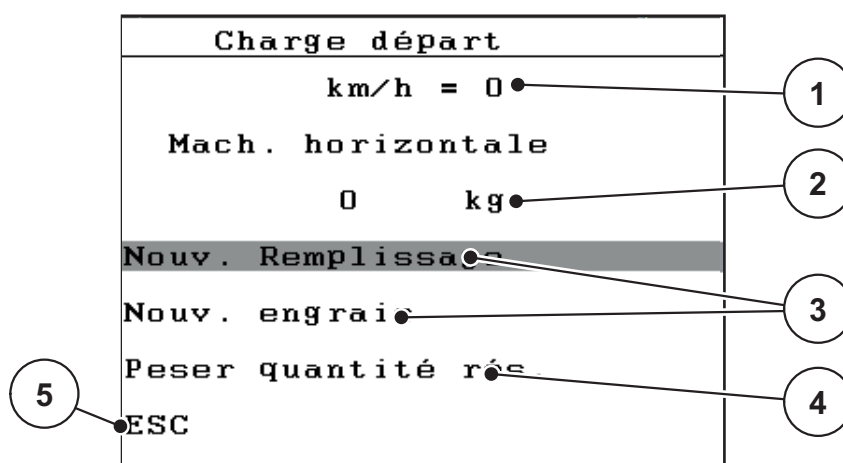 Charge départ
km/h = 0
1
Mach. horizontale
0 kg
2
Nouv. Remplissage
Nouv. engrais
3
Peser quantité rés.
4
5
ESC